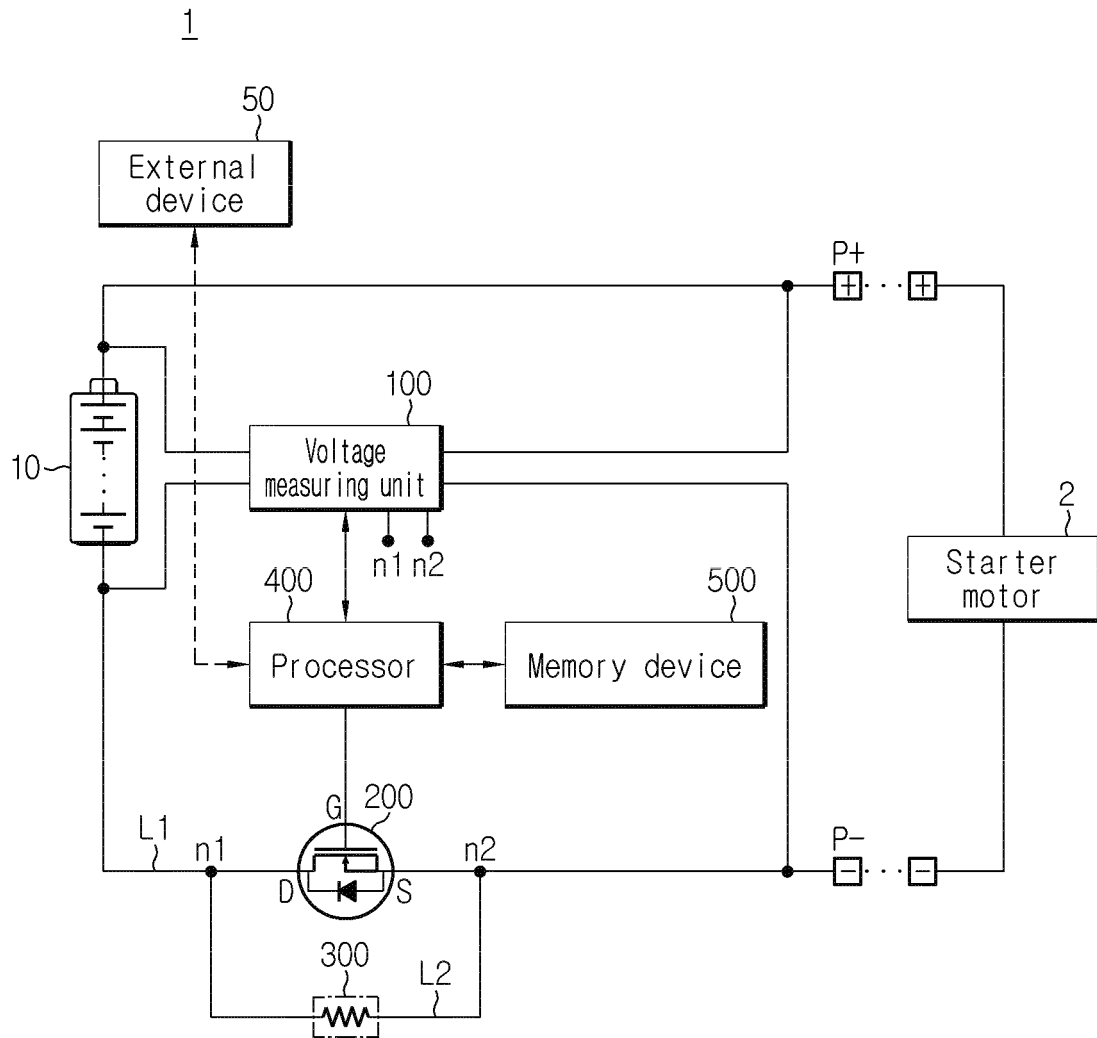 1
50
External
device
P+
+ ... +
100
Voltage
measuring unit
10
n1 n2
2
Starter
motor
400
Processor
500
Memory device
G
200
L1
n1
n2
P-
D
S
- ... -
300
L2